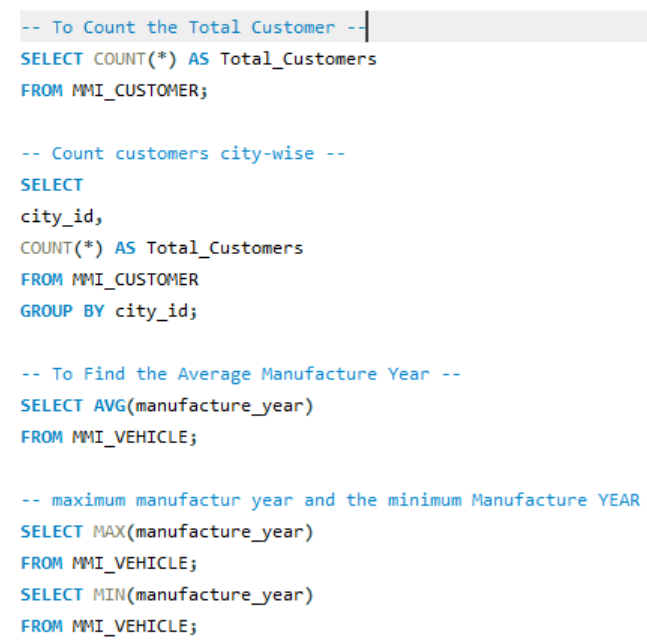 -- To Count the Total Customer --
SELECT COUNT(*) AS Total_Customers
FROM MMI_CUSTOMER;
-- Count customers city-wise --
SELECT
city_id,
COUNT(*) AS Total_Customers
FROM MMI_CUSTOMER
GROUP BY city_id;
-- To Find the Average Manufacture Year --
SELECT AVG(manufacture_year)
FROM MMI_VEHICLE;
-- maximum manufactur year and the minimum Manufacture YEAR
SELECT MAX(manufacture_year)
FROM MMI_VEHICLE;
SELECT MIN(manufacture_year)
FROM MMI_VEHICLE;